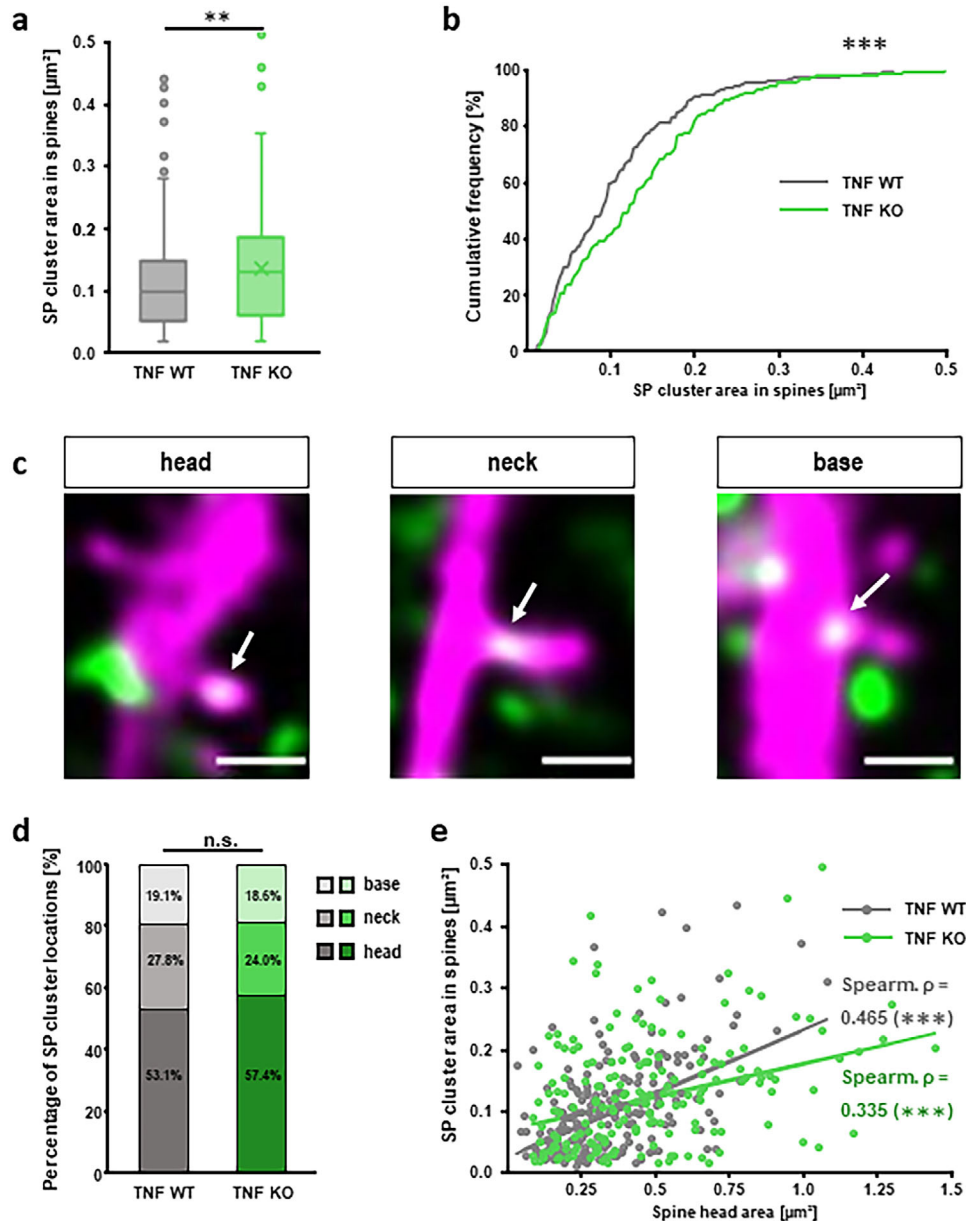 a
**
SP cluster area in spines [µm²]
0.5
0.4
0.3
0.2
0.1
0.0
TNF WT
TNF KO
b
***
Cumulative frequency [%]
100
80
60
40
20
0
TNF WT
TNF KO
0.1
0.2
0.3
0.4
0.5
SP cluster area in spines [µm²]
c
head
neck
base
d
n.s.
Percentage of SP cluster locations [%]
100
80
60
40
20
0
19.1%
27.8%
53.1%
18.6%
24.0%
57.4%
base
neck
head
TNF WT
TNF KO
e
SP cluster area in spines [µm²]
0.5
0.4
0.3
0.2
0.1
0.0
TNF WT
TNF KO
Spearm. ρ =
0.465 (***)
Spearm. ρ =
0.335 (***)
0.25
0.5
0.75
1.0
1.25
1.5
Spine head area [µm²]